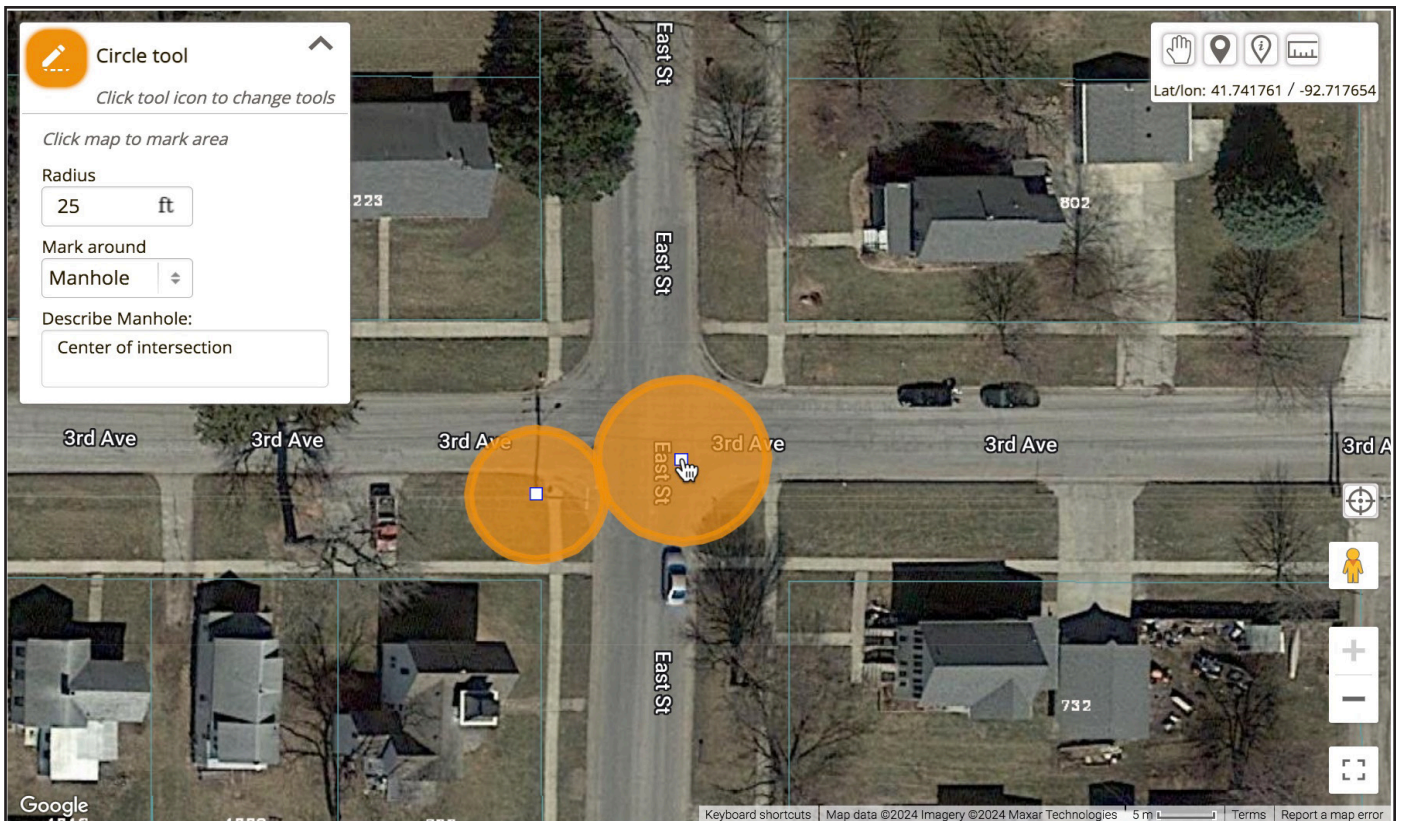 Circle tool
Click tool icon to change tools
Click map to mark area
Radius
25 ft
Mark around
Manhole
Describe Manhole:
Center of intersection
Lat/lon: 41.741761 / -92.717654
East St
223
802
East St
3rd Ave
3rd Ave
3rd Ave
East St
3rd Ave
3rd Ave
3rd A
East St
732
Google
Keyboard shortcuts
Map data ©2024 Imagery ©2024 Maxar Technologies
5 m
Terms
Report a map error